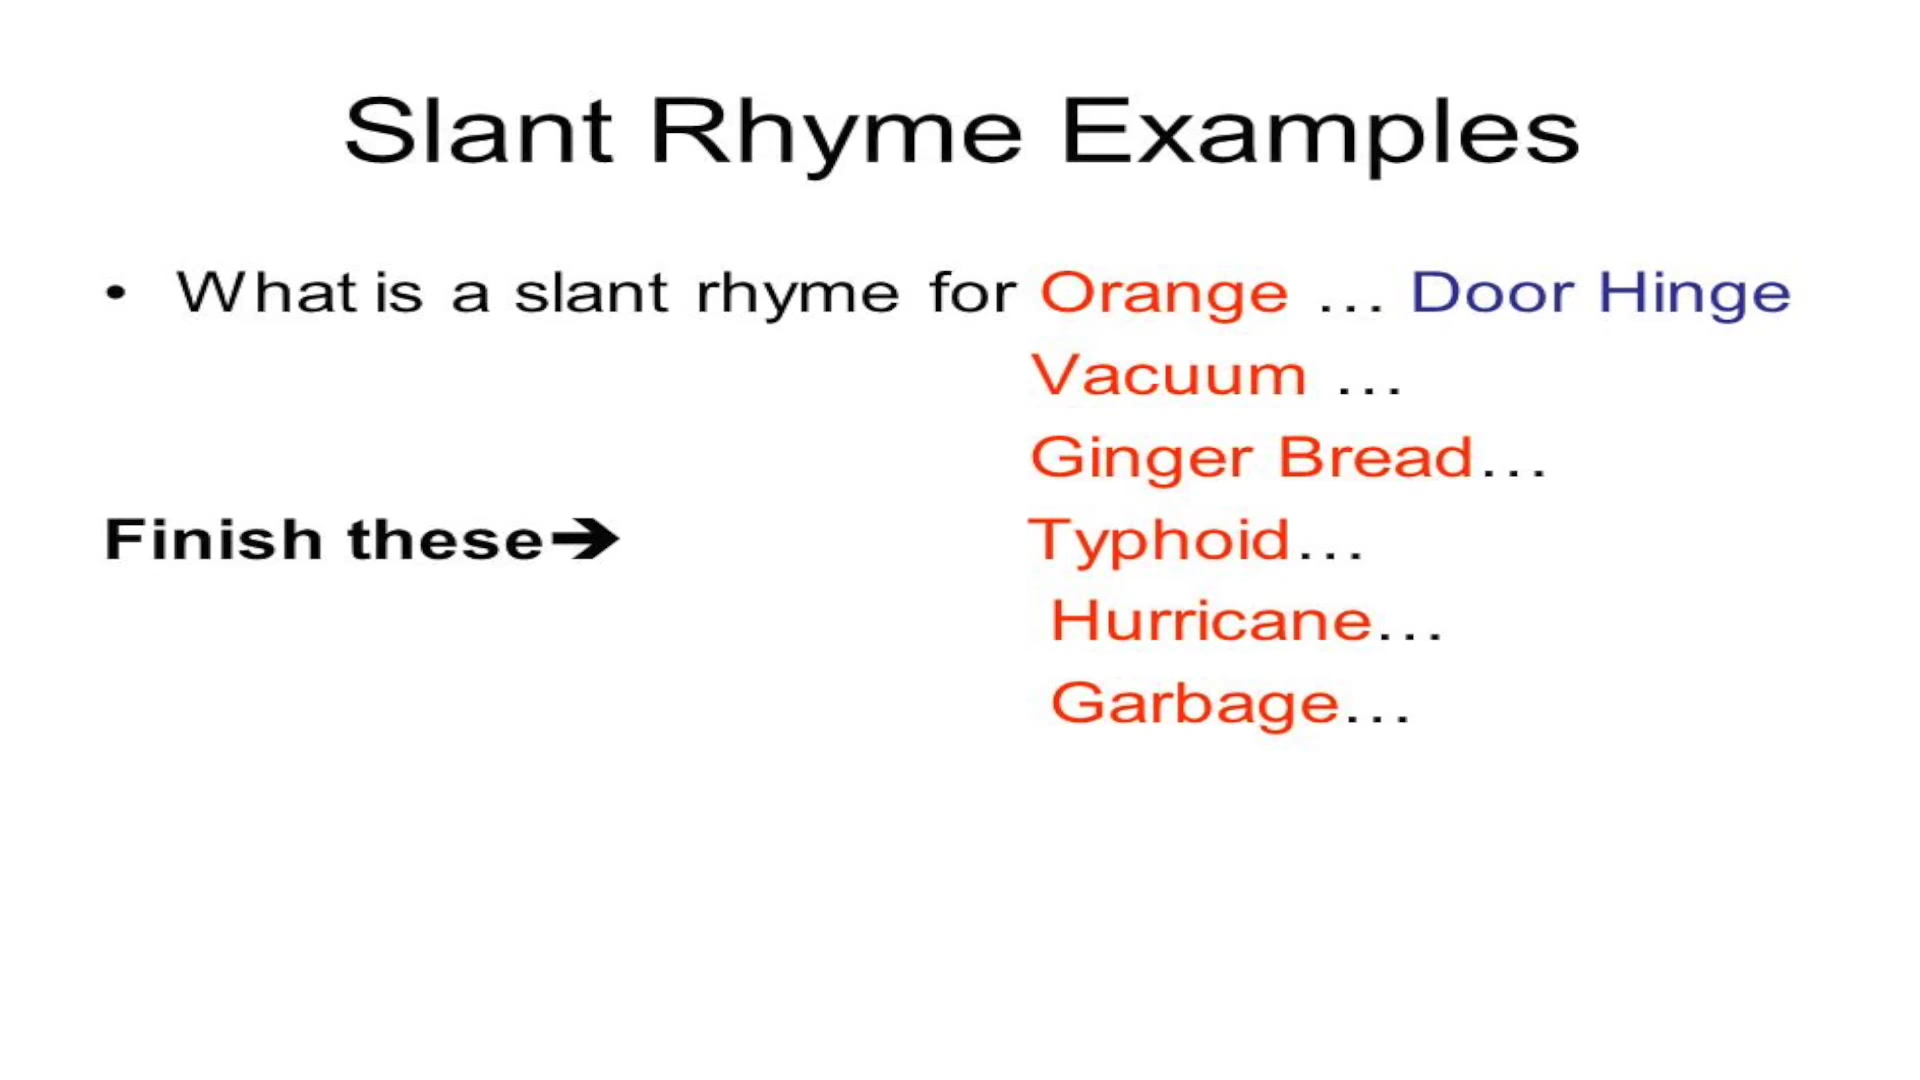 Slant Rhyme Examples
• What is a slant rhyme for Orange … Door Hinge
Vacuum …
Ginger Bread…
Finish these➔ Typhoid…
Hurricane…
Garbage…